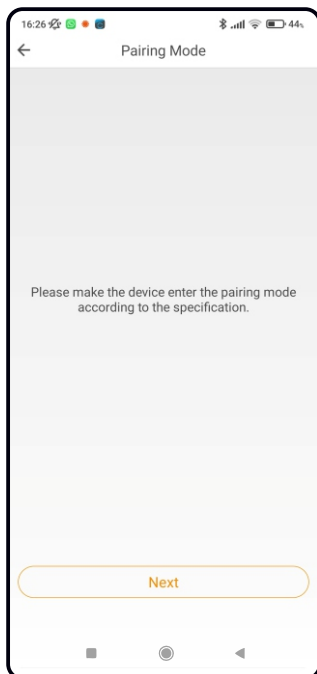 16:26 44%
Pairing Mode
Please make the device enter the pairing mode
according to the specification.
Next